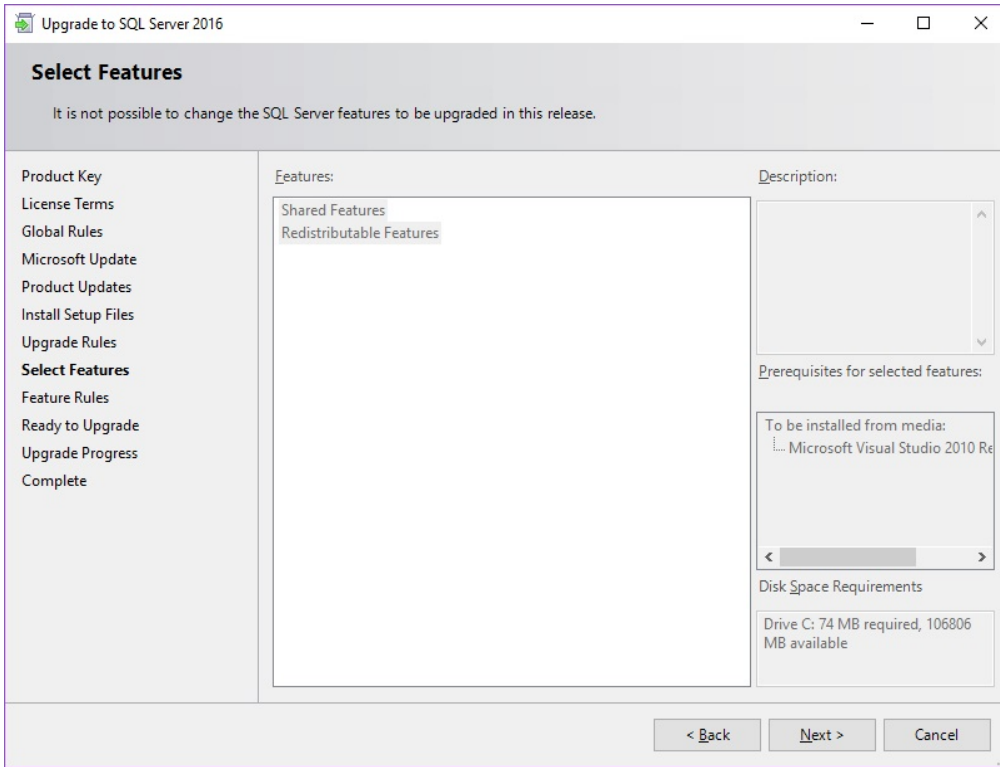 Upgrade to SQL Server 2016
Select Features
It is not possible to change the SQL Server features to be upgraded in this release.
Product Key
License Terms
Global Rules
Microsoft Update
Product Updates
Install Setup Files
Upgrade Rules
Select Features
Feature Rules
Ready to Upgrade
Upgrade Progress
Complete
Features:
Shared Features
Redistributable Features
Description:
Prerequisites for selected features:
To be installed from media:
Microsoft Visual Studio 2010 Re
Disk Space Requirements
Drive C: 74 MB required, 106806
MB available
< Back
Next >
Cancel